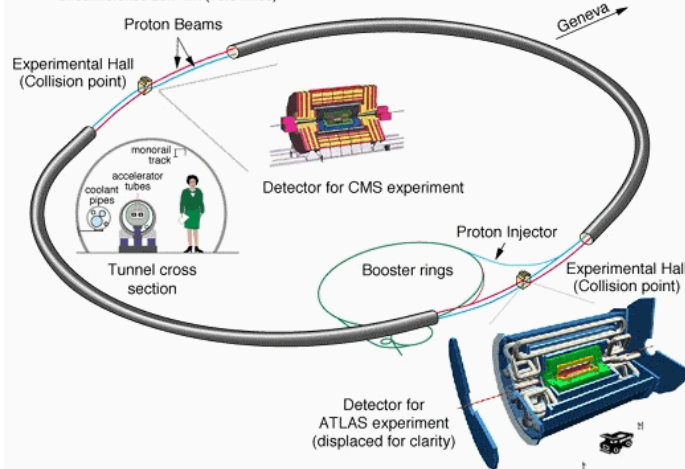 Proton Beams
Geneva
Experimental Hall
(Collision point)
monorail
track
accelerator
tubes
coolant
pipes
Tunnel cross
section
Detector for CMS experiment
Proton Injector
Booster rings
Experimental Hall
(Collision point)
Detector for
ATLAS experiment
(displaced for clarity)